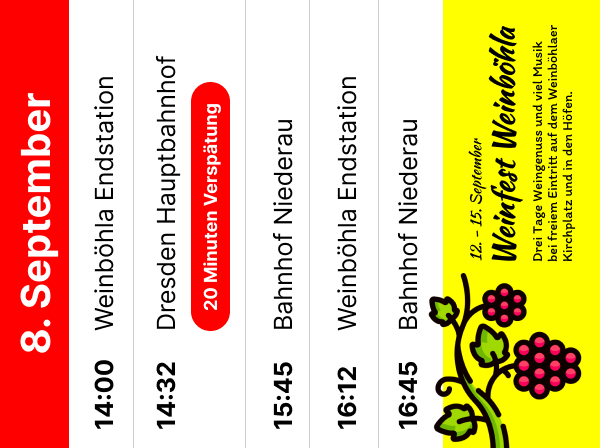 8. September
14:00 Weinböhla Endstation
14:32 Dresden Hauptbahnhof
20 Minuten Verspätung
15:45 Bahnhof Niederau
16:12 Weinböhla Endstation
16:45 Bahnhof Niederau
12. – 15. September
Weinfest Weinböhla
Drei Tage Weingenuss und viel Musik
bei freiem Eintritt auf dem Weinböhlaer
Kirchplatz und in den Höfen.